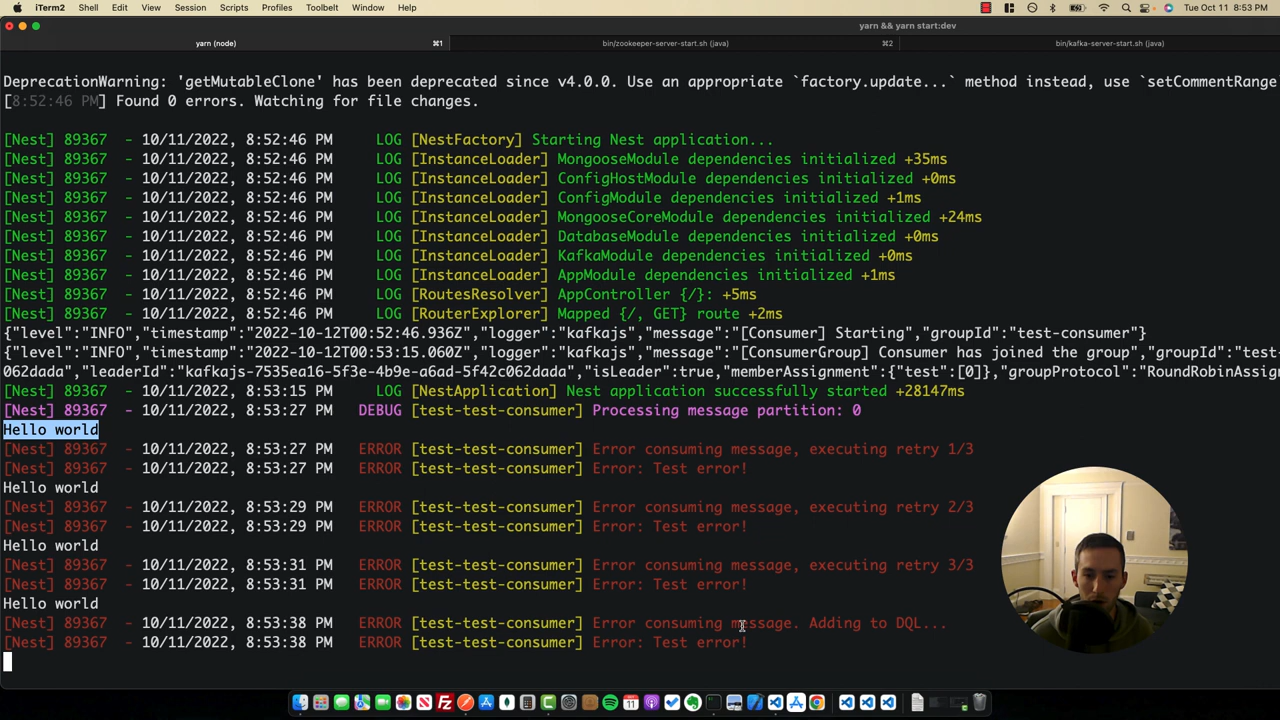 iTerm2 Shell Edit View Session Scripts Profiles Toolbelt Window Help Tue Oct 11 8:53 PM
yarn && yarn start:dev
yarn (node) ⌘1 bin/zookeeper-server-start.sh (java) ⌘2 bin/kafka-server-start.sh (java)
DeprecationWarning: 'getMutableClone' has been deprecated since v4.0.0. Use an appropriate `factory.update...` method instead, use `setCommentRange
[8:52:46 PM] Found 0 errors. Watching for file changes.
[Nest] 89367 - 10/11/2022, 8:52:46 PM LOG [NestFactory] Starting Nest application...
[Nest] 89367 - 10/11/2022, 8:52:46 PM LOG [InstanceLoader] MongooseModule dependencies initialized +35ms
[Nest] 89367 - 10/11/2022, 8:52:46 PM LOG [InstanceLoader] ConfigHostModule dependencies initialized +0ms
[Nest] 89367 - 10/11/2022, 8:52:46 PM LOG [InstanceLoader] ConfigModule dependencies initialized +1ms
[Nest] 89367 - 10/11/2022, 8:52:46 PM LOG [InstanceLoader] MongooseCoreModule dependencies initialized +24ms
[Nest] 89367 - 10/11/2022, 8:52:46 PM LOG [InstanceLoader] DatabaseModule dependencies initialized +0ms
[Nest] 89367 - 10/11/2022, 8:52:46 PM LOG [InstanceLoader] KafkaModule dependencies initialized +0ms
[Nest] 89367 - 10/11/2022, 8:52:46 PM LOG [InstanceLoader] AppModule dependencies initialized +1ms
[Nest] 89367 - 10/11/2022, 8:52:46 PM LOG [RoutesResolver] AppController {/}: +5ms
[Nest] 89367 - 10/11/2022, 8:52:46 PM LOG [RouterExplorer] Mapped {/, GET} route +2ms
{"level":"INFO","timestamp":"2022-10-12T00:52:46.936Z","logger":"kafkajs","message":"[Consumer] Starting","groupId":"test-consumer"}
{"level":"INFO","timestamp":"2022-10-12T00:53:15.060Z","logger":"kafkajs","message":"[ConsumerGroup] Consumer has joined the group","groupId":"test-
062dada","leaderId":"kafkajs-7535ea16-5f3e-4b9e-a6ad-5f42c062dada","isLeader":true,"memberAssignment":{"test":[0]},"groupProtocol":"RoundRobinAssig
[Nest] 89367 - 10/11/2022, 8:53:15 PM LOG [NestApplication] Nest application successfully started +28147ms
[Nest] 89367 - 10/11/2022, 8:53:27 PM DEBUG [test-test-consumer] Processing message partition: 0
Hello world
[Nest] 89367 - 10/11/2022, 8:53:27 PM ERROR [test-test-consumer] Error consuming message, executing retry 1/3
[Nest] 89367 - 10/11/2022, 8:53:27 PM ERROR [test-test-consumer] Error: Test error!
Hello world
[Nest] 89367 - 10/11/2022, 8:53:29 PM ERROR [test-test-consumer] Error consuming message, executing retry 2/3
[Nest] 89367 - 10/11/2022, 8:53:29 PM ERROR [test-test-consumer] Error: Test error!
Hello world
[Nest] 89367 - 10/11/2022, 8:53:31 PM ERROR [test-test-consumer] Error consuming message, executing retry 3/3
[Nest] 89367 - 10/11/2022, 8:53:31 PM ERROR [test-test-consumer] Error: Test error!
Hello world
[Nest] 89367 - 10/11/2022, 8:53:38 PM ERROR [test-test-consumer] Error consuming message. Adding to DQL...
[Nest] 89367 - 10/11/2022, 8:53:38 PM ERROR [test-test-consumer] Error: Test error!